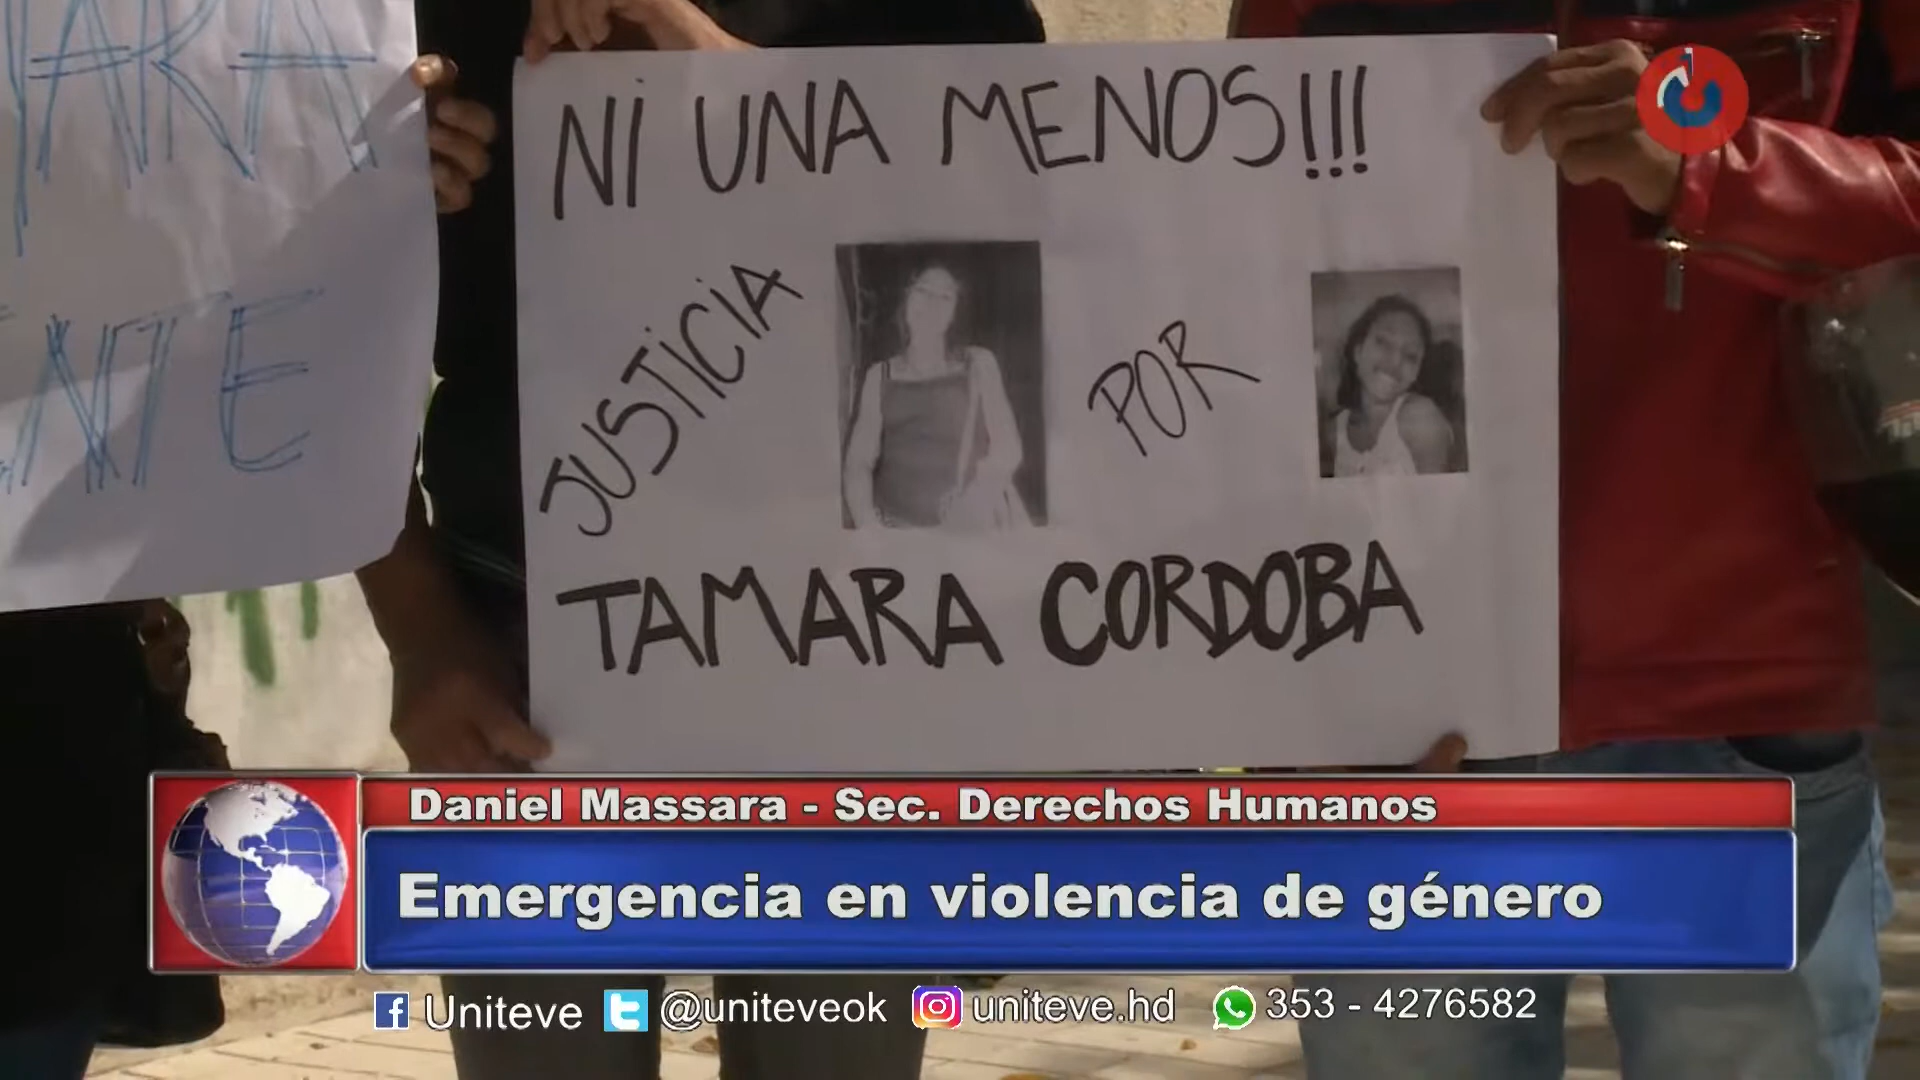 NI UNA MENOS!!!
JUSTICIA
POR
TAMARA CORDOBA
Daniel Massara - Sec. Derechos Humanos
Emergencia en violencia de género
Uniteve @uniteveok uniteve.hd 353 - 4276582